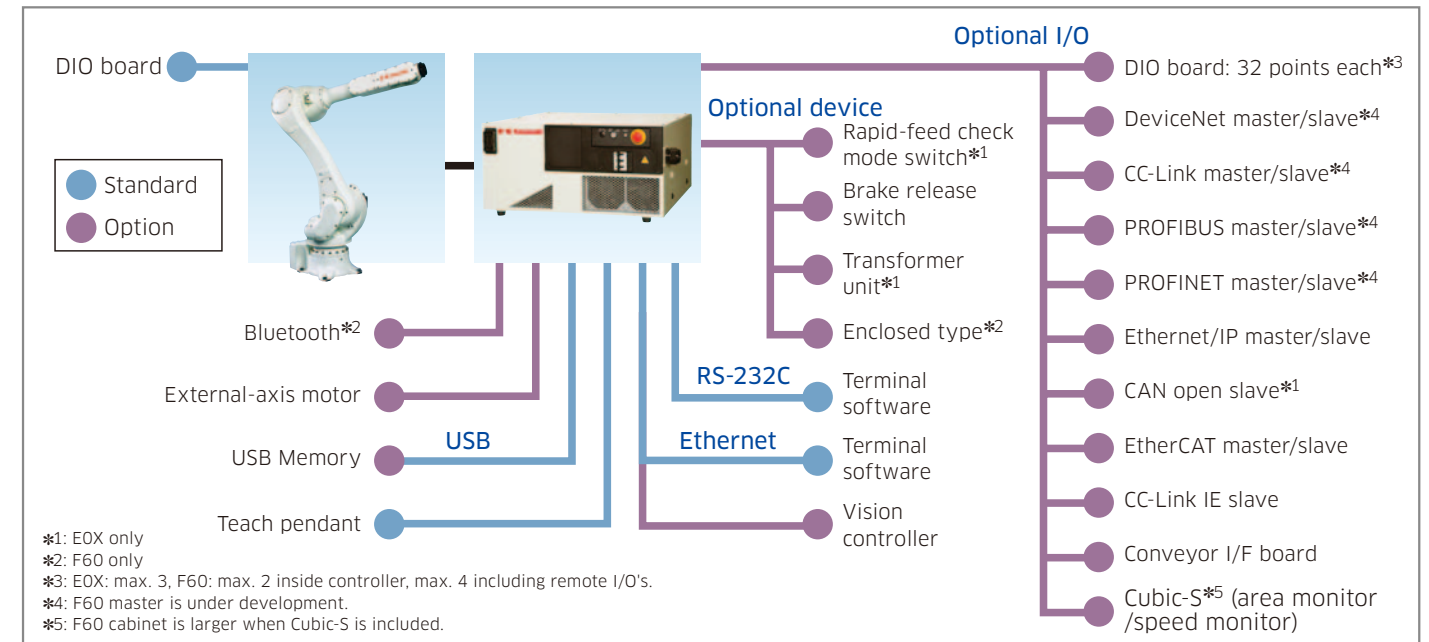 Optional I/O
DIO board
DIO board: 32 points each*3
Optional device
DeviceNet master/slave*4
Rapid-feed check
mode switch*1
CC-Link master/slave*4
Standard
Brake release
switch
Option
PROFIBUS master/slave*4
Transformer
unit*1
PROFINET master/slave*4
Bluetooth*2
Enclosed type*2
Ethernet/IP master/slave
RS-232C
Terminal
software
External-axis motor
CAN open slave*1
USB
Ethernet
Terminal
software
USB Memory
EtherCAT master/slave
CC-Link IE slave
Teach pendant
Vision
controller
Conveyor I/F board
Cubic-S*5 (area monitor
/speed monitor)
*1: E0X only
*2: F60 only
*3: E0X: max. 3, F60: max. 2 inside controller, max. 4 including remote I/O's.
*4: F60 master is under development.
*5: F60 cabinet is larger when Cubic-S is included.